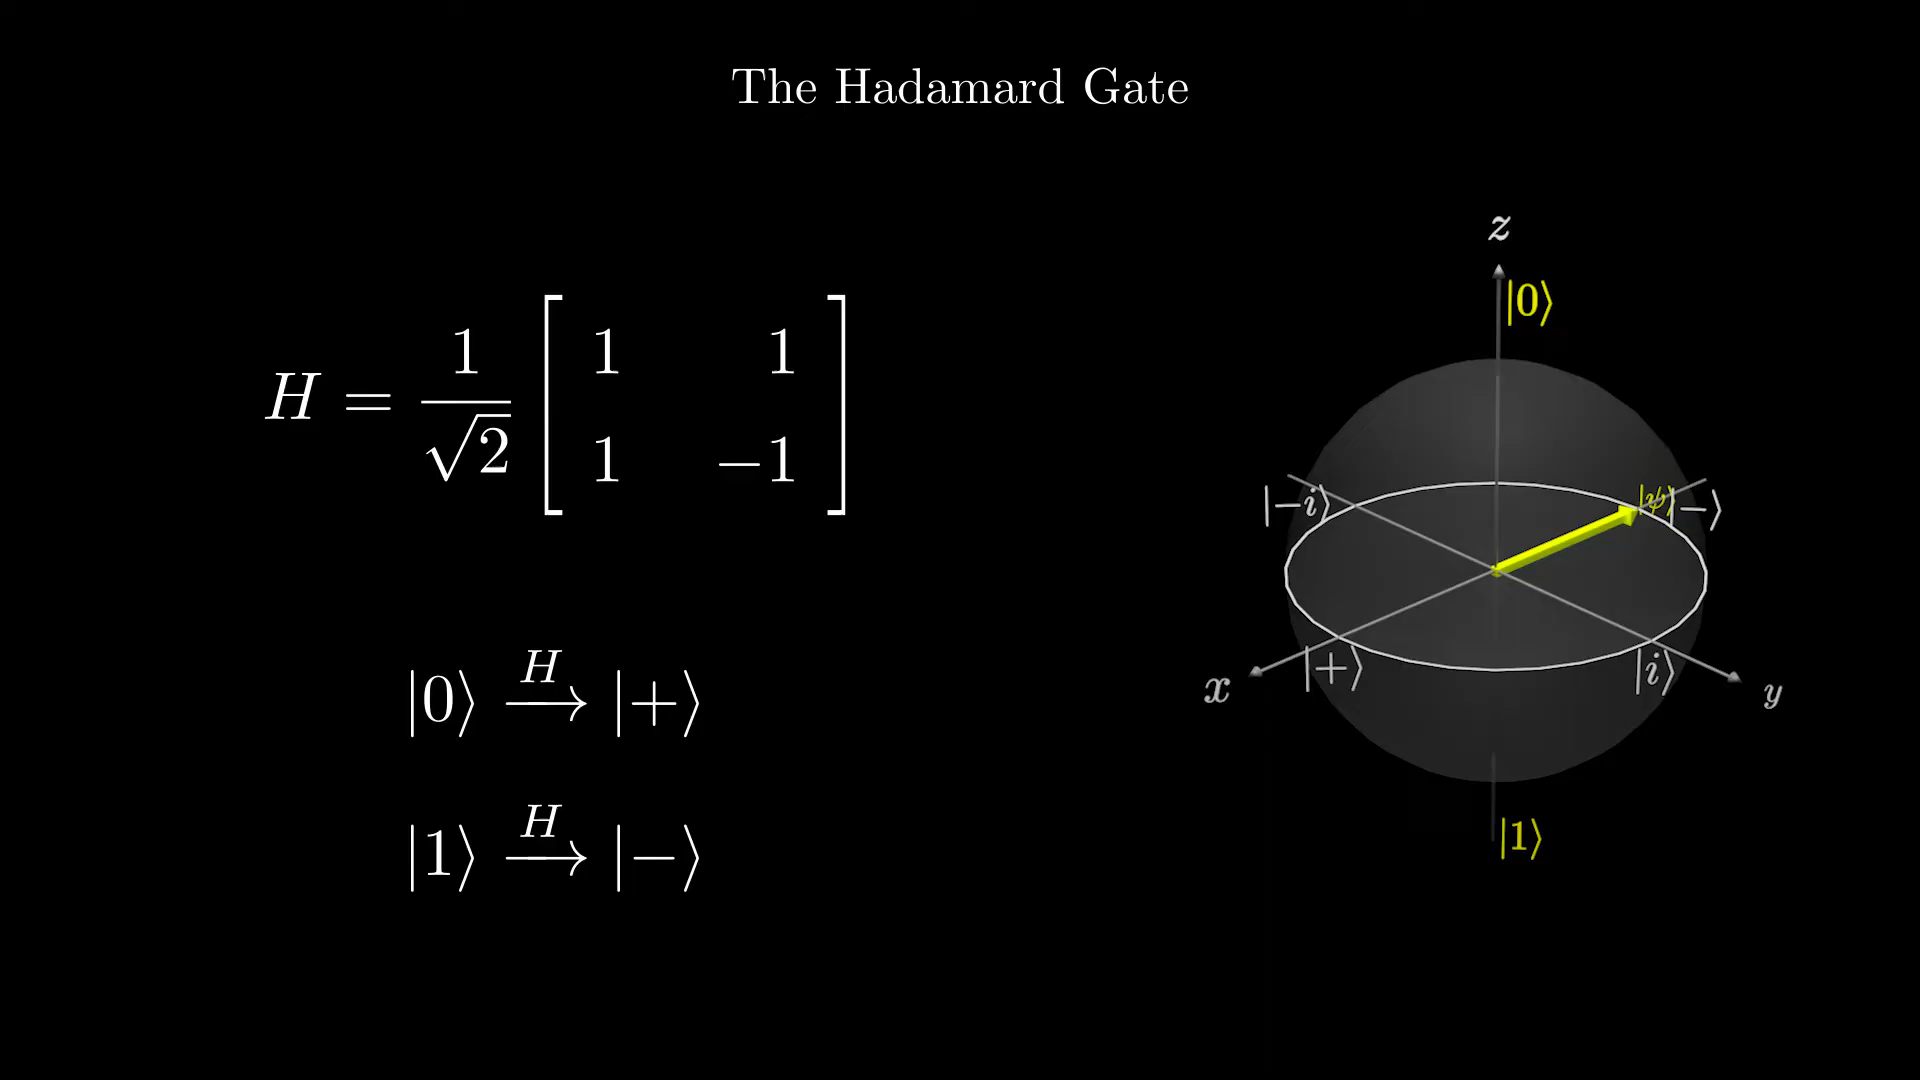 The Hadamard Gate
H = 1/√2 [ 1 1 ; 1 −1 ]
|0⟩ H⟶ |+⟩
|1⟩ H⟶ |−⟩
z
|0⟩
|−i⟩ |ψ⟩ |−⟩
x |+⟩ |i⟩ y
|1⟩